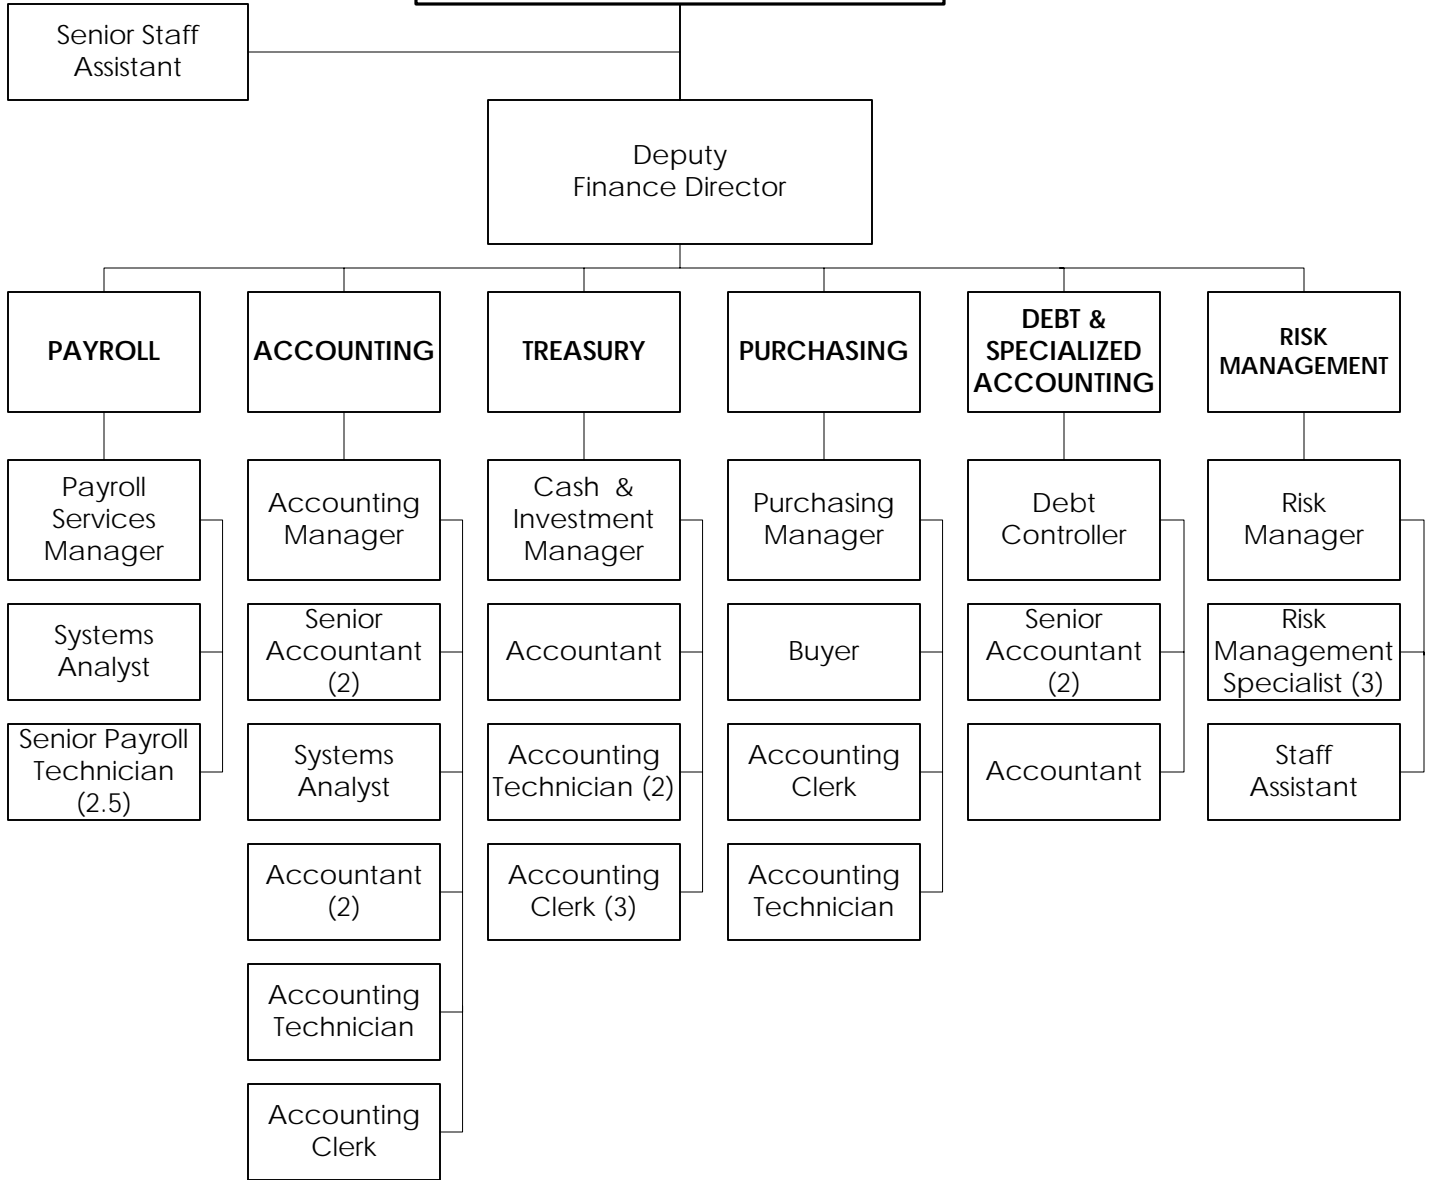 Senior Staff
Assistant
Deputy
Finance Director
PAYROLL
ACCOUNTING
TREASURY
PURCHASING
DEBT &
SPECIALIZED
ACCOUNTING
RISK
MANAGEMENT
Payroll
Services
Manager
Accounting
Manager
Cash &
Investment
Manager
Purchasing
Manager
Debt
Controller
Risk
Manager
Systems
Analyst
Senior
Accountant
(2)
Accountant
Buyer
Senior
Accountant
(2)
Risk
Management
Specialist (3)
Senior Payroll
Technician
(2.5)
Systems
Analyst
Accounting
Technician (2)
Accounting
Clerk
Accountant
Staff
Assistant
Accountant
(2)
Accounting
Clerk (3)
Accounting
Technician
Accounting
Technician
Accounting
Clerk